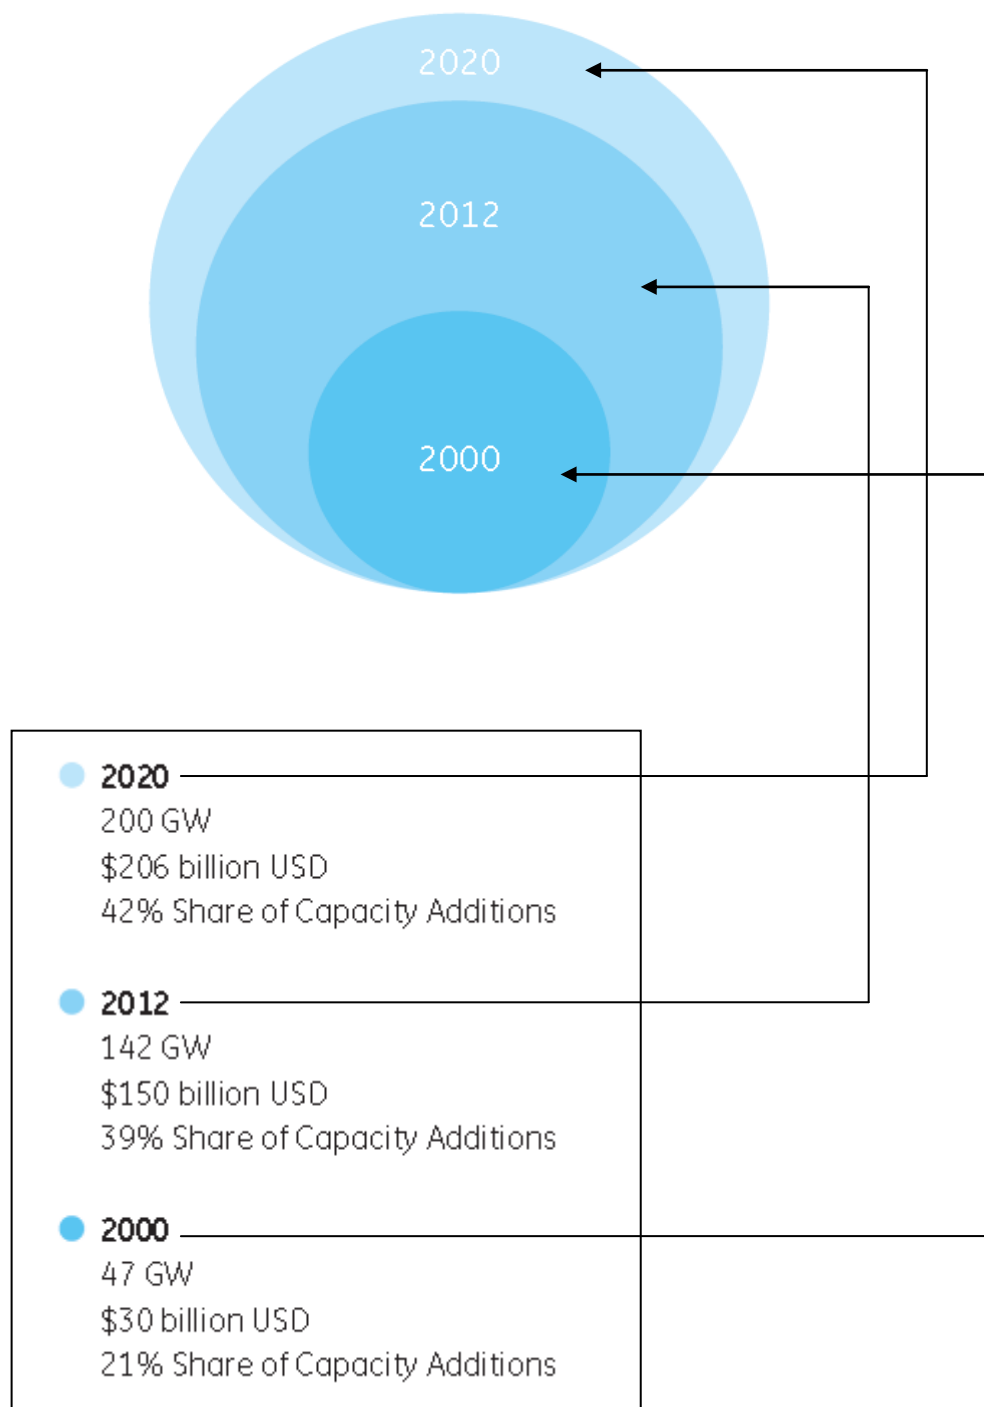 2020
2012
2000
2020
200 GW
$206 billion USD
42% Share of Capacity Additions
2012
142 GW
$150 billion USD
39% Share of Capacity Additions
2000
47 GW
$30 billion USD
21% Share of Capacity Additions